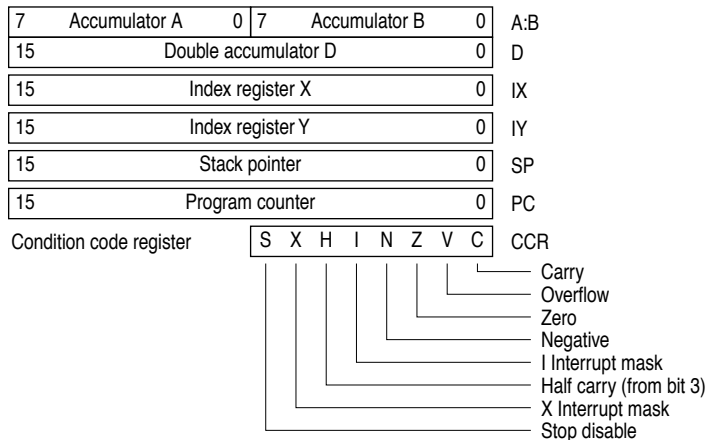 7 Accumulator A 0 7 Accumulator B 0 A:B
15 Double accumulator D 0 D
15 Index register X 0 IX
15 Index register Y 0 IY
15 Stack pointer 0 SP
15 Program counter 0 PC
Condition code register S X H I N Z V C CCR
Carry
Overflow
Zero
Negative
I Interrupt mask
Half carry (from bit 3)
X Interrupt mask
Stop disable